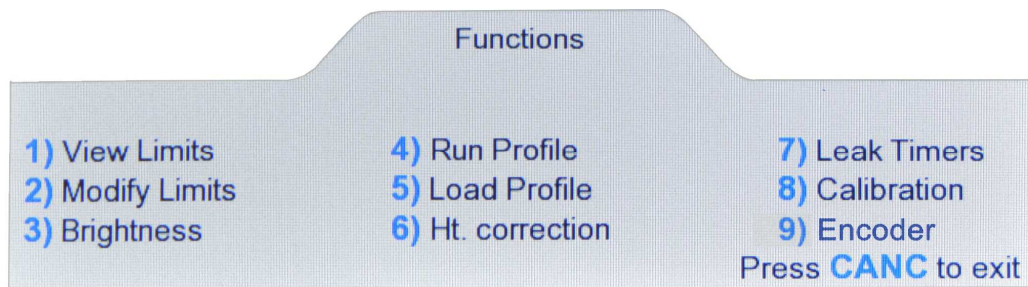 Functions
1) View Limits
2) Modify Limits
3) Brightness
4) Run Profile
5) Load Profile
6) Ht. correction
7) Leak Timers
8) Calibration
9) Encoder
Press CANC to exit